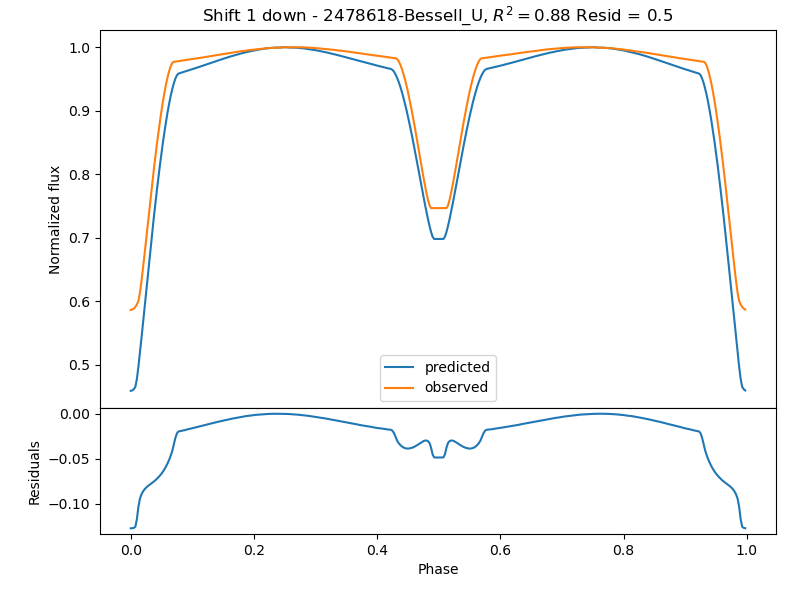 Shift 1 down - 2478618-Bessell_U, R² = 0.88 Resid = 0.5
1.0
0.9
0.8
0.7
0.6
0.5
Normalized flux
predicted
observed
0.00
−0.05
−0.10
Residuals
0.0 0.2 0.4 0.6 0.8 1.0
Phase